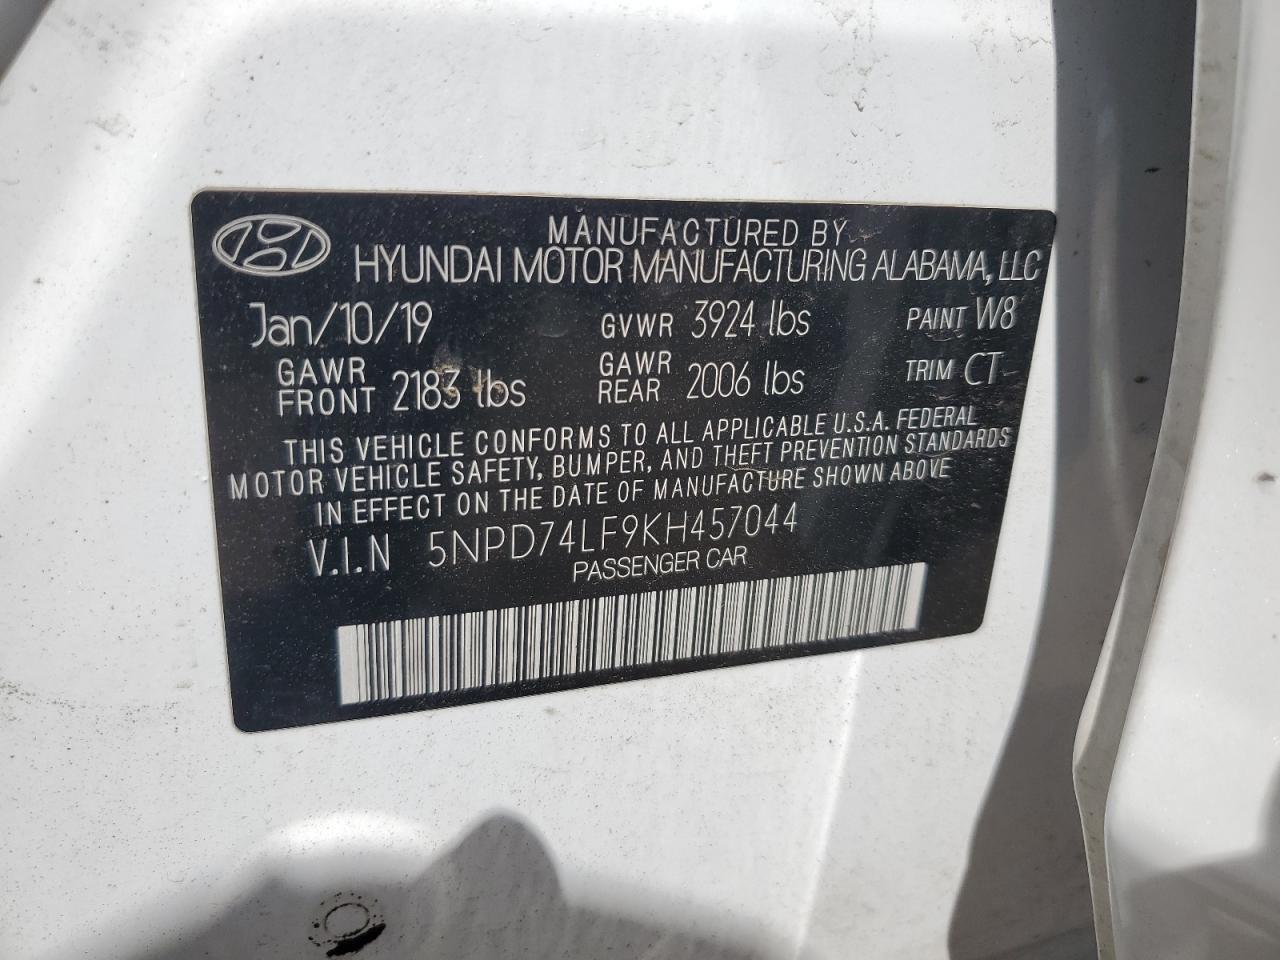 MANUFACTURED BY
HYUNDAI MOTOR MANUFACTURING ALABAMA, LLC
Jan/10/19 GVWR 3924 lbs PAINT W8
GAWR FRONT 2183 lbs GAWR REAR 2006 lbs TRIM CT
THIS VEHICLE CONFORMS TO ALL APPLICABLE U.S.A. FEDERAL
MOTOR VEHICLE SAFETY, BUMPER, AND THEFT PREVENTION STANDARDS
IN EFFECT ON THE DATE OF MANUFACTURE SHOWN ABOVE
V.I.N 5NPD74LF9KH457044
PASSENGER CAR